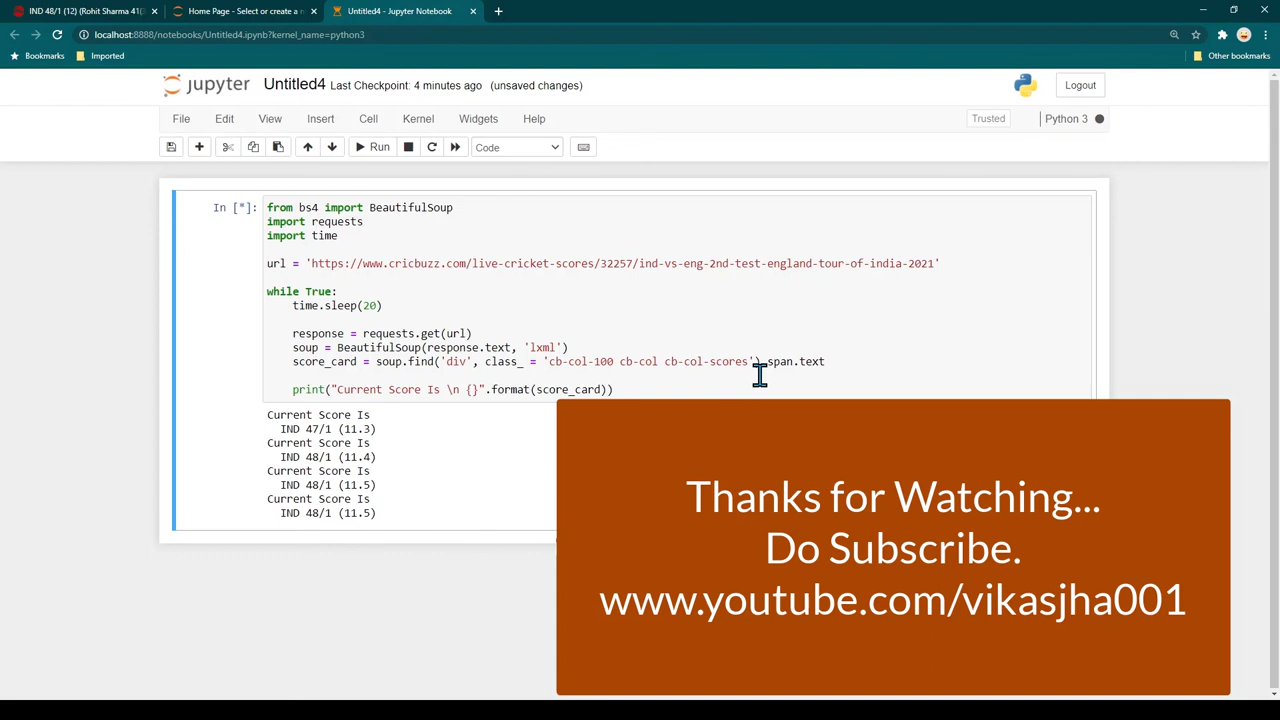 IND 48/1 (12) (Rohit Sharma 41(
Home Page - Select or create a n
Untitled4 - Jupyter Notebook
localhost:8888/notebooks/Untitled4.ipynb?kernel_name=python3
Bookmarks
Imported
Other bookmarks
jupyter
Untitled4
Last Checkpoint: 4 minutes ago (unsaved changes)
Logout
File Edit View Insert Cell Kernel Widgets Help
Trusted
Python 3
Run
Code
In [*]:
from bs4 import BeautifulSoup
import requests
import time
url = 'https://www.cricbuzz.com/live-cricket-scores/32257/ind-vs-eng-2nd-test-england-tour-of-india-2021'
while True:
time.sleep(20)
response = requests.get(url)
soup = BeautifulSoup(response.text, 'lxml')
score_card = soup.find('div', class_ = 'cb-col-100 cb-col cb-col-scores').span.text
print("Current Score Is \n {}".format(score_card))
Current Score Is
IND 47/1 (11.3)
Current Score Is
IND 48/1 (11.4)
Current Score Is
IND 48/1 (11.5)
Current Score Is
IND 48/1 (11.5)
Thanks for Watching...
Do Subscribe.
www.youtube.com/vikasjha001